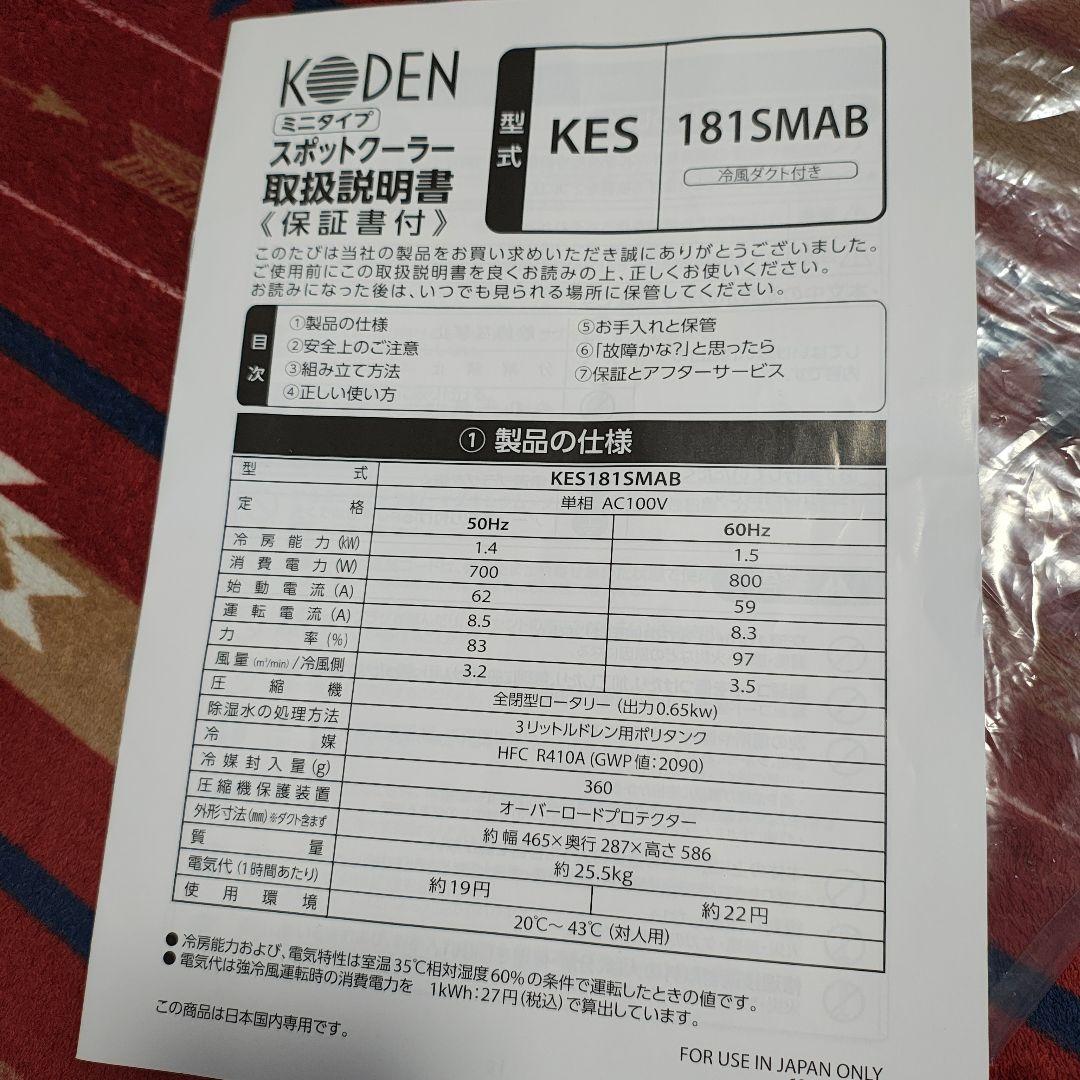 KODEN
ミニタイプ
スポットクーラー
取扱説明書
《保証書付》
型式
KES
181SMAB
冷風ダクト付き
このたびは当社の製品をお買い求めいただき誠にありがとうございました。
ご使用前にこの取扱説明書を良くお読みの上、正しくお使いください。
お読みになった後は、いつでも見られる場所に保管してください。
目次
①製品の仕様
②安全上のご注意
③組み立て方法
④正しい使い方
⑤お手入れと保管
⑥「故障かな?」と思ったら
⑦保証とアフターサービス
① 製品の仕様
型式 KES181SMAB
定格 単相 AC100V
50Hz 60Hz
冷房能力(kW) 1.4 1.5
消費電力(W) 700 800
始動電流(A) 62 59
運転電流(A) 8.5 8.3
力率(%) 83 97
風量(㎥/min)/冷風側 3.2 3.5
圧縮機 全閉型ロータリー(出力0.65kw)
除湿水の処理方法 3リットルドレン用ポリタンク
冷媒 HFC R410A(GWP値:2090)
冷媒封入量(g) 360
圧縮機保護装置 オーバーロードプロテクター
外形寸法(㎜)※ダクト含まず 約 幅 465×奥行 287×高さ 586
質量 約 25.5kg
電気代(1時間あたり) 約19円 約22円
使用環境 20℃〜43℃(対人用)
●冷房能力および、電気特性は室温35℃相対湿度60%の条件で運転したときの値です。
●電気代は強冷風運転時の消費電力を 1kWh:27円(税込)で算出しています。
この商品は日本国内専用です。
FOR USE IN JAPAN ONLY